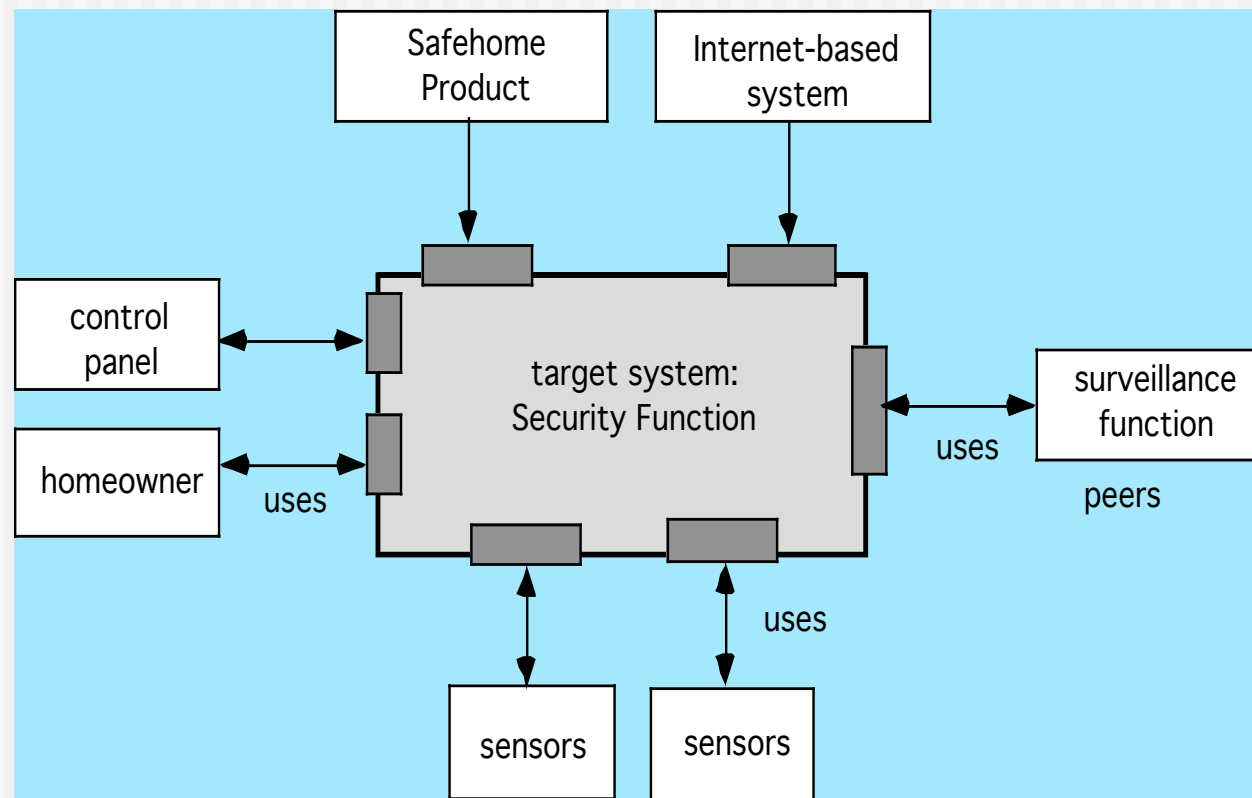 Safehome
Product
Internet-based
system
control
panel
target system:
Security Function
surveillance
function
uses
homeowner
uses
peers
uses
sensors
sensors